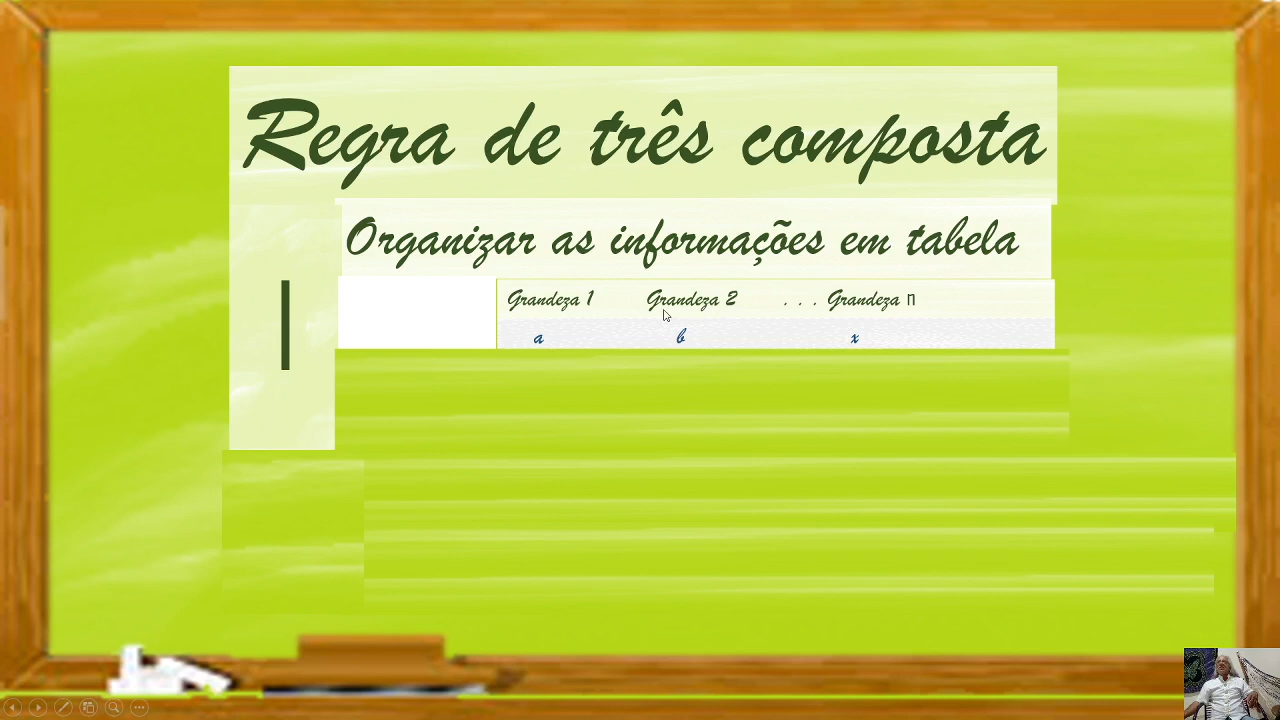 Regra de três composta
Organizar as informações em tabela
I
Grandeza 1 Grandeza 2 . . . Grandeza n
a b x